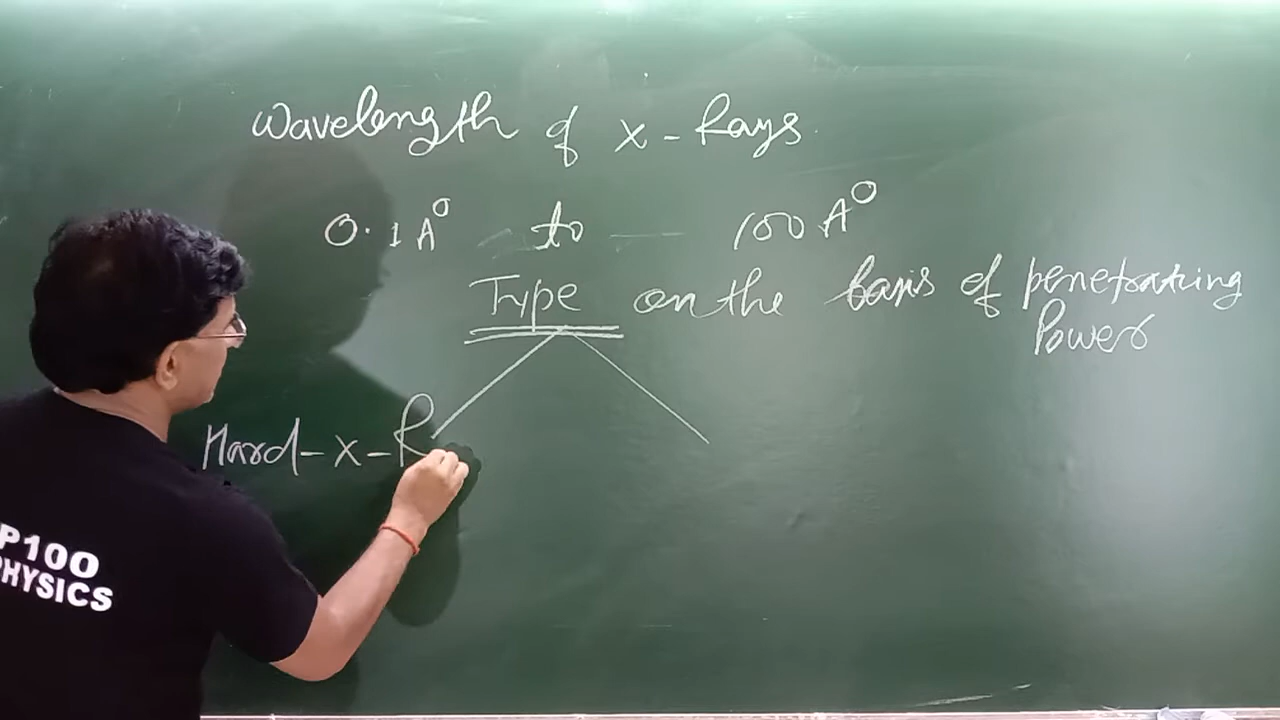 Wavelength of X-Rays
0.1 A° to 100 A°
Type on the basis of penetrating
Power
Hard-X-R
P100
PHYSICS